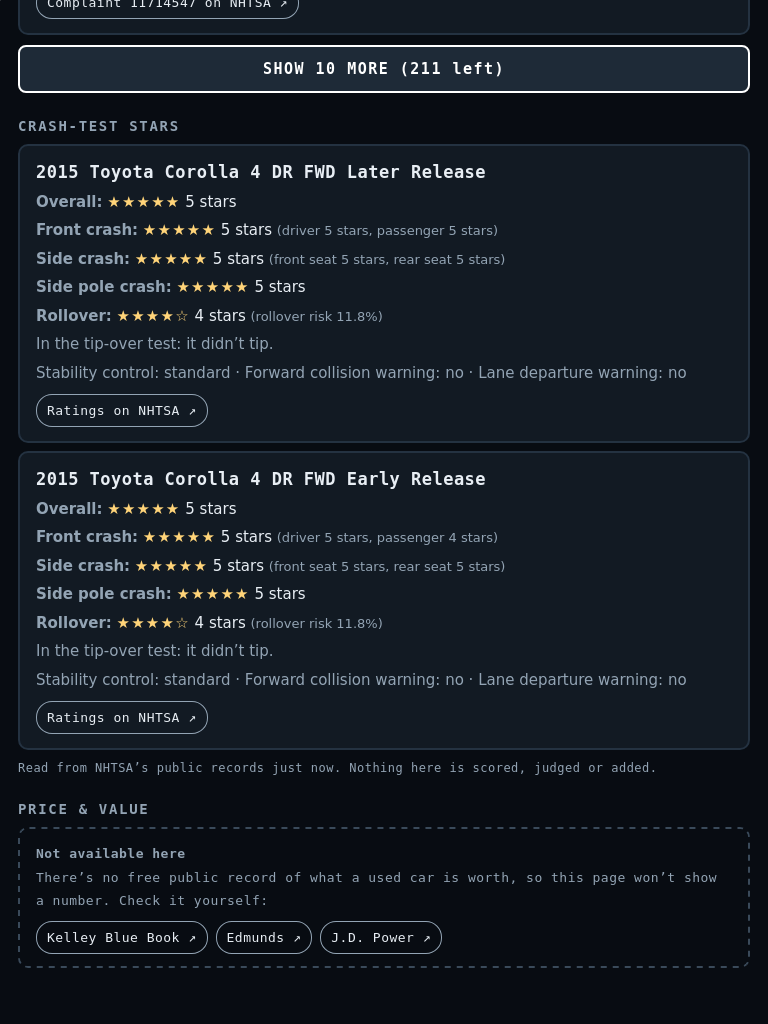 Complaint 11714547 on NHTSA ↗
SHOW 10 MORE (211 left)
CRASH-TEST STARS
2015 Toyota Corolla 4 DR FWD Later Release
Overall: ★★★★★ 5 stars
Front crash: ★★★★★ 5 stars (driver 5 stars, passenger 5 stars)
Side crash: ★★★★★ 5 stars (front seat 5 stars, rear seat 5 stars)
Side pole crash: ★★★★★ 5 stars
Rollover: ★★★★☆ 4 stars (rollover risk 11.8%)
In the tip-over test: it didn’t tip.
Stability control: standard · Forward collision warning: no · Lane departure warning: no
Ratings on NHTSA ↗
2015 Toyota Corolla 4 DR FWD Early Release
Overall: ★★★★★ 5 stars
Front crash: ★★★★★ 5 stars (driver 5 stars, passenger 4 stars)
Side crash: ★★★★★ 5 stars (front seat 5 stars, rear seat 5 stars)
Side pole crash: ★★★★★ 5 stars
Rollover: ★★★★☆ 4 stars (rollover risk 11.8%)
In the tip-over test: it didn’t tip.
Stability control: standard · Forward collision warning: no · Lane departure warning: no
Ratings on NHTSA ↗
Read from NHTSA’s public records just now. Nothing here is scored, judged or added.
PRICE & VALUE
Not available here
There’s no free public record of what a used car is worth, so this page won’t show
a number. Check it yourself:
Kelley Blue Book ↗ Edmunds ↗ J.D. Power ↗